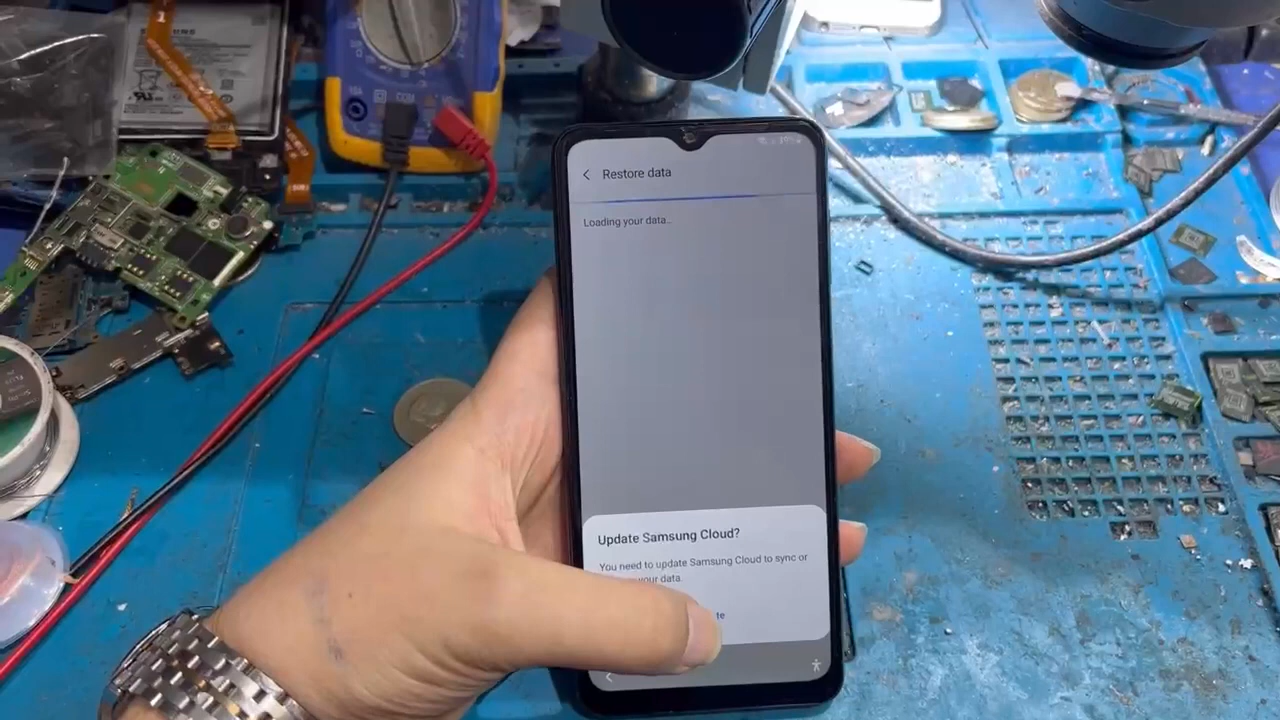 COM
Restore data
Loading your data..
Update Samsung Cloud?
You need to update Samsung Cloud to sync or
your data.